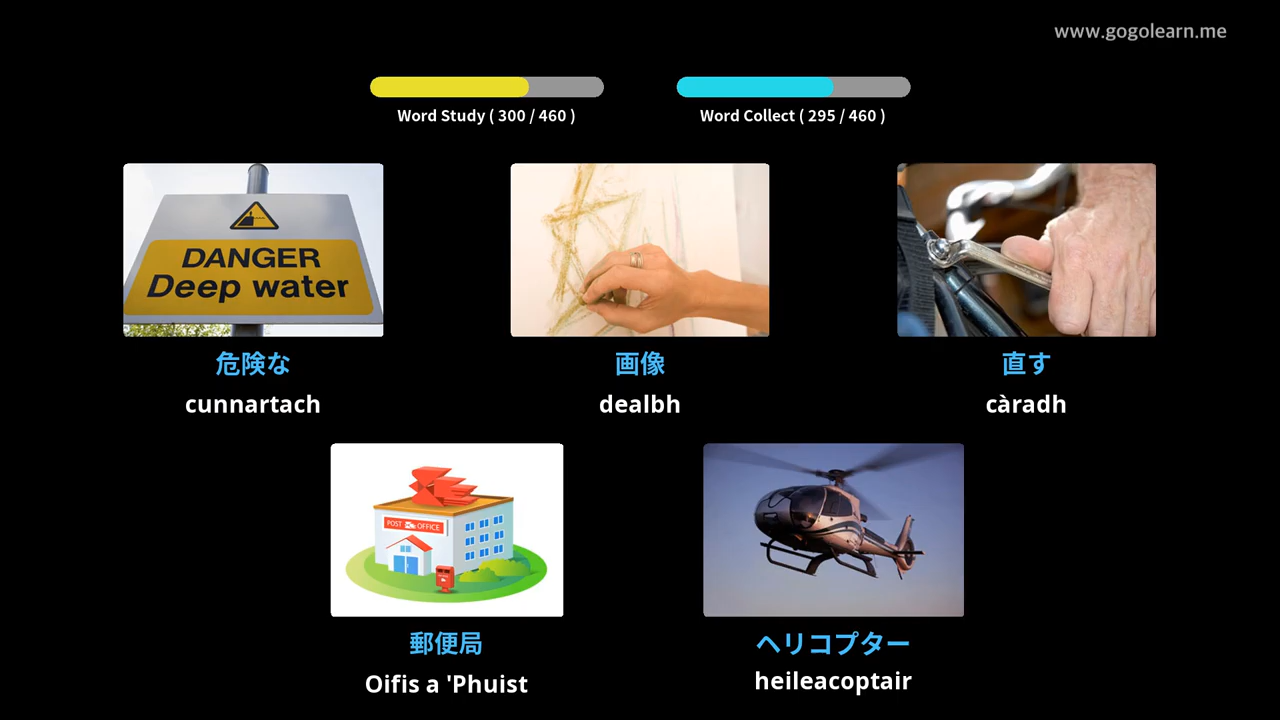 www.gogolearn.me
Word Study ( 300 / 460 )
Word Collect ( 295 / 460 )
DANGER
Deep water
危険な
画像
直す
cunnartach
dealbh
càradh
POST OFFICE
郵便局
ヘリコプター
Oifis a 'Phuist
heileacoptair